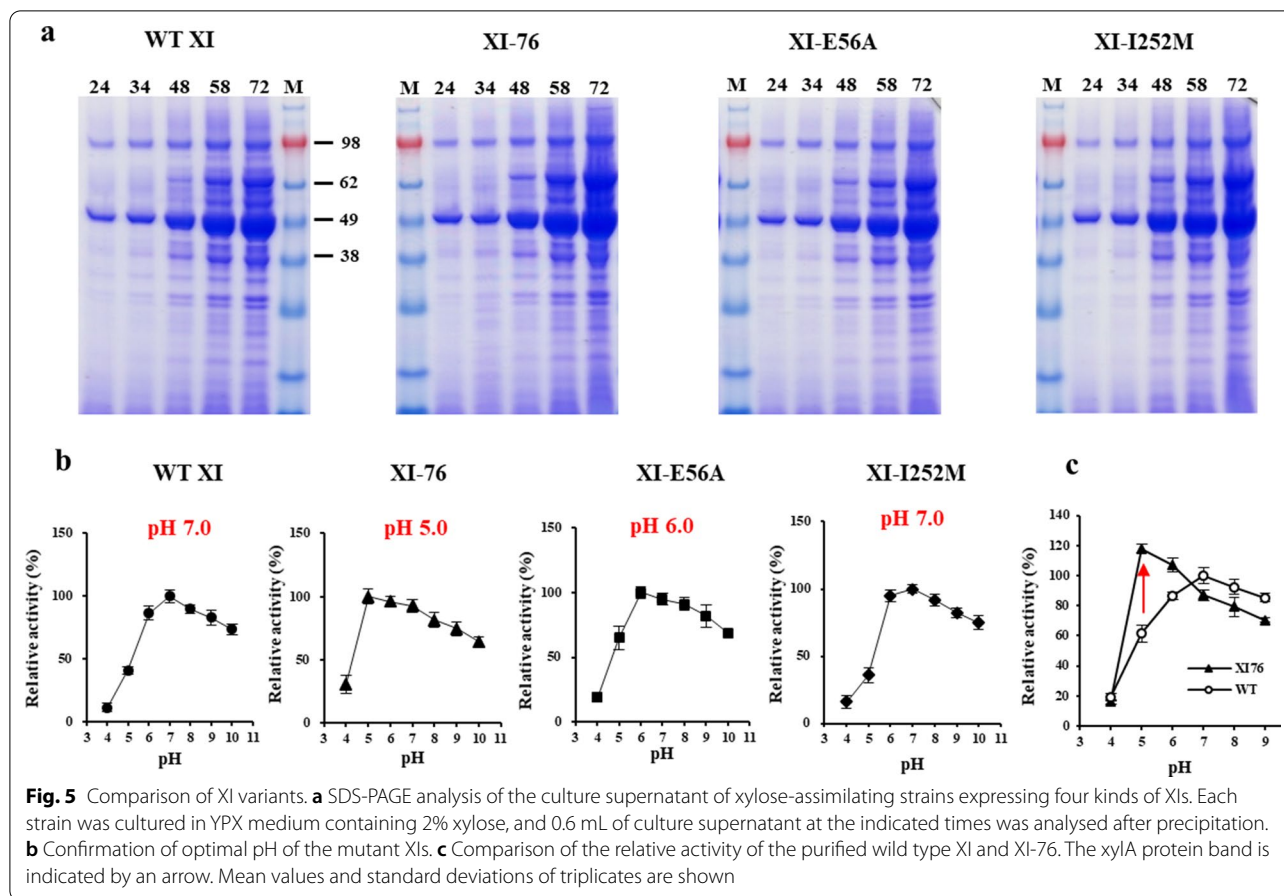 a
WT XI
XI-76
XI-E56A
XI-I252M
24 34 48 58 72 M
M 24 34 48 58 72
M 24 34 48 58 72
M 24 34 48 58 72
98
62
49
38
b
WT XI
XI-76
XI-E56A
XI-I252M
c
pH 7.0
pH 5.0
pH 6.0
pH 7.0
Relative activity (%)
150
100
50
0
3 4 5 6 7 8 9 10 11
pH
Relative activity (%)
150
100
50
0
3 4 5 6 7 8 9 10 11
pH
Relative activity (%)
150
100
50
0
3 4 5 6 7 8 9 10 11
pH
Relative activity (%)
150
100
50
0
3 4 5 6 7 8 9 10 11
pH
Relative activity (%)
140
120
100
80
60
40
20
0
XI76
WT
3 4 5 6 7 8 9
pH
Fig. 5 Comparison of XI variants. a SDS-PAGE analysis of the culture supernatant of xylose-assimilating strains expressing four kinds of XIs. Each
strain was cultured in YPX medium containing 2% xylose, and 0.6 mL of culture supernatant at the indicated times was analysed after precipitation.
b Confirmation of optimal pH of the mutant XIs. c Comparison of the relative activity of the purified wild type XI and XI-76. The xylA protein band is
indicated by an arrow. Mean values and standard deviations of triplicates are shown